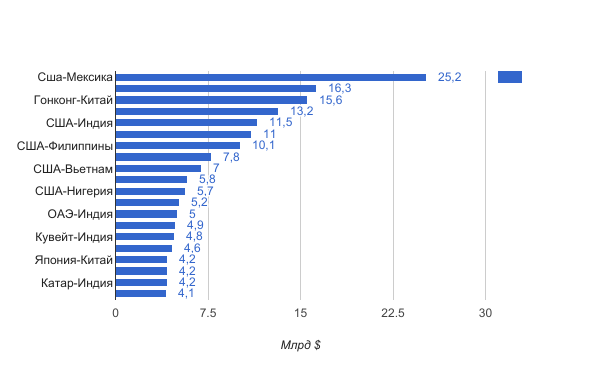 Сша-Мексика 25,2
16,3
Гонконг-Китай 15,6
13,2
США-Индия 11,5
11
США-Филиппины 10,1
7,8
США-Вьетнам 7
5,8
США-Нигерия 5,7
5,2
ОАЭ-Индия 5
4,9
Кувейт-Индия 4,8
4,6
Япония-Китай 4,2
4,2
Катар-Индия 4,2
4,1
0 7.5 15 22.5 30
Млрд $